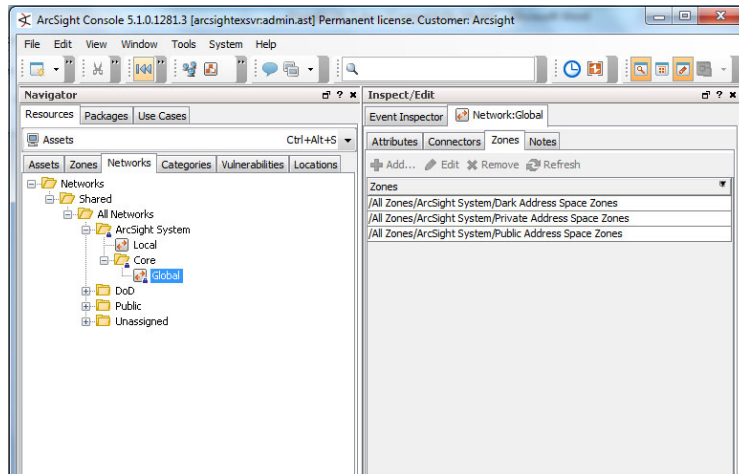 ArcSight Console 5.1.0.1281.3 [arcsightexsvr:admin.ast] Permanent license. Customer: Arcsight
File Edit View Window Tools System Help
Navigator
Resources Packages Use Cases
Assets Ctrl+Alt+S
Assets Zones Networks Categories Vulnerabilities Locations
Networks
Shared
All Networks
ArcSight System
Local
Core
Global
DoD
Public
Unassigned
Inspect/Edit
Event Inspector Network:Global
Attributes Connectors Zones Notes
Add... Edit Remove Refresh
Zones
/All Zones/ArcSight System/Dark Address Space Zones
/All Zones/ArcSight System/Private Address Space Zones
/All Zones/ArcSight System/Public Address Space Zones